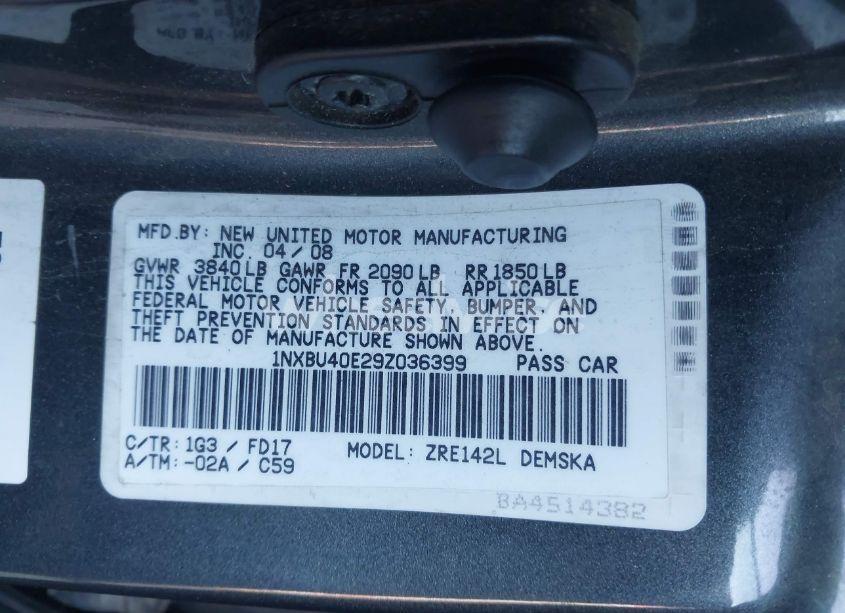 MFD.BY: NEW UNITED MOTOR MANUFACTURING
INC. 04/08
GVWR 3840LB GAWR FR 2090LB RR1850LB
THIS VEHICLE CONFORMS TO ALL APPLICABLE
FEDERAL MOTOR VEHICLE SAFETY, BUMPER, AND
THEFT PREVENTION STANDARDS IN EFFECT ON
THE DATE OF MANUFACTURE SHOWN ABOVE.
1NXBU40E29Z036399 PASS CAR
C/TR: 1G3 / FD17 MODEL: ZRE142L DEMSKA
A/TM: -02A / C59
BA4514382